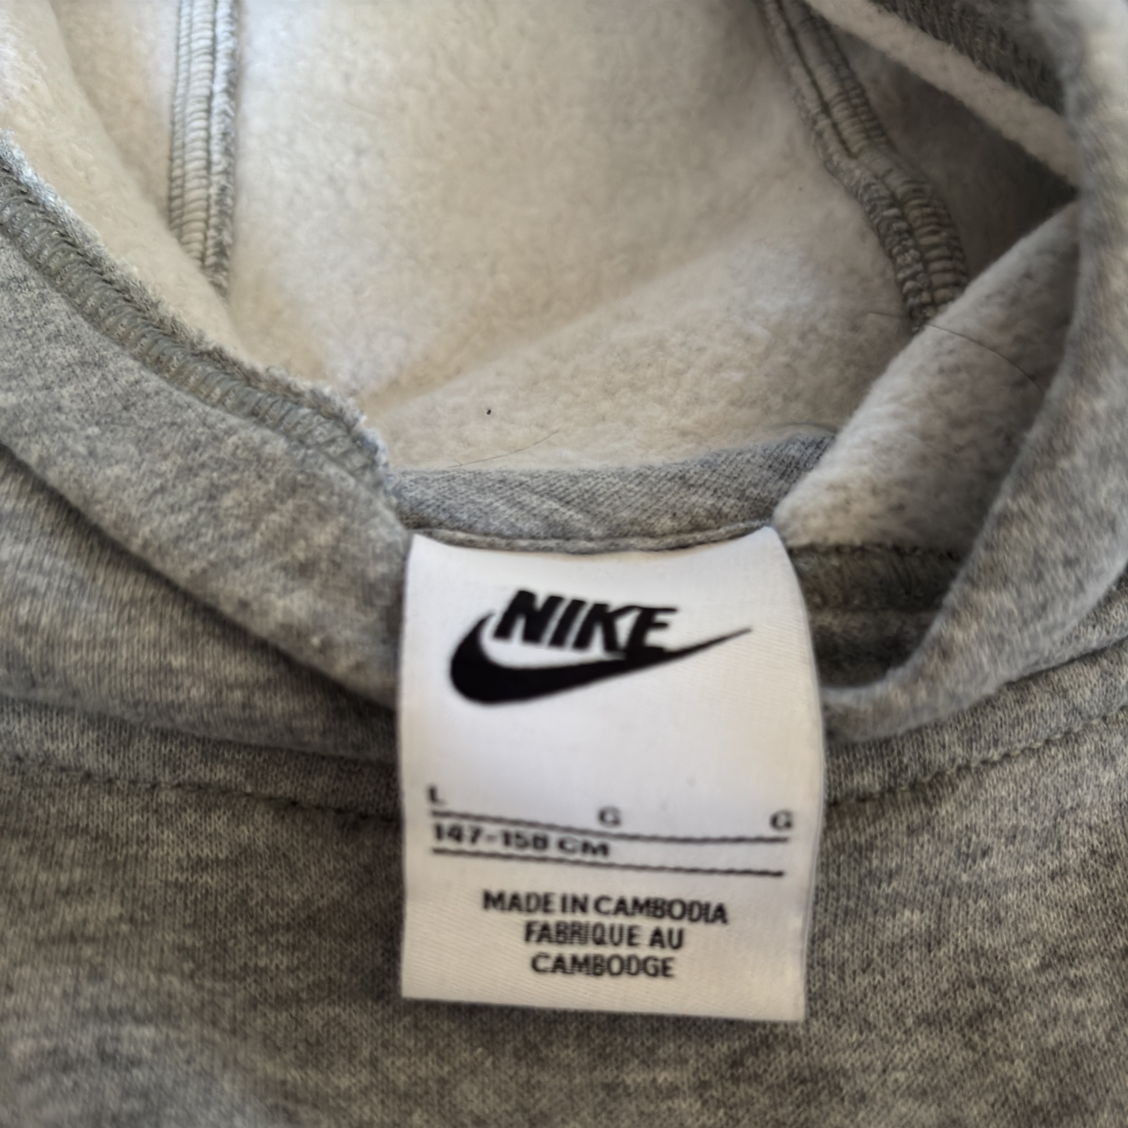 NIKE
L G G
147-158 CM
MADE IN CAMBODIA
FABRIQUE AU
CAMBODGE